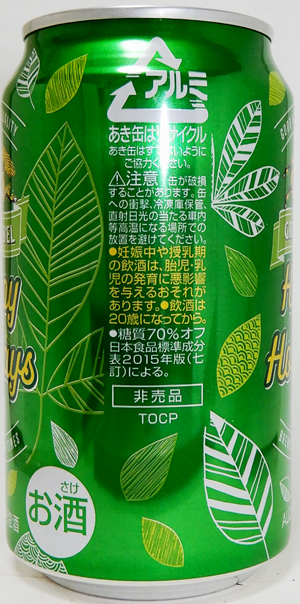 アルミ
あき缶はリサイクル
あき缶はすてないように
ご協力ください。
⚠注意 缶が破損
することがあります。缶
への衝撃、冷凍庫保管、
直射日光の当たる車内
等高温になる場所での
放置を避けてください。
●妊娠中や授乳期
の飲酒は、胎児・乳
児の発育に悪影響
を与えるおそれが
あります。●飲酒は
20歳になってから。
●糖質70%オフ
日本食品標準成分
表2015年版(七
訂)による。
非売品
TOCP
さけ
お酒